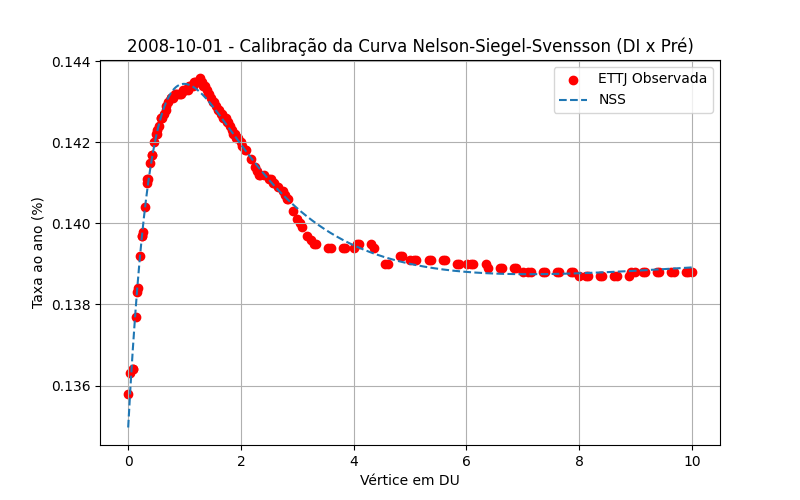 2008-10-01 - Calibração da Curva Nelson-Siegel-Svensson (DI x Pré)
ETTJ Observada
NSS
Taxa ao ano (%)
0.144
0.142
0.140
0.138
0.136
0 2 4 6 8 10
Vértice em DU